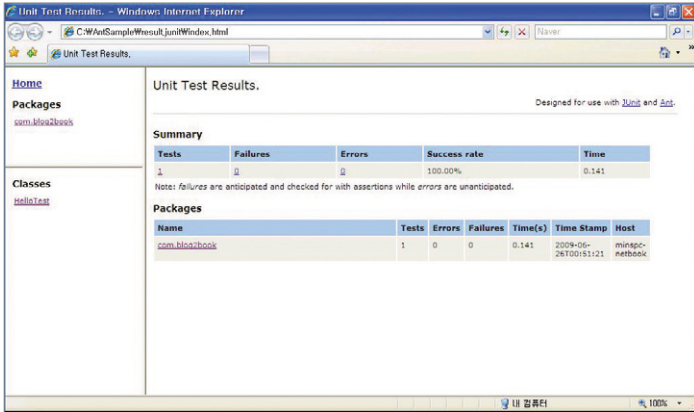 Unit Test Results. - Windows Internet Explorer
C:₩AntSample₩result_junit₩index.html
Naver
Unit Test Results.
Home
Packages
com.blog2book
Classes
HelloTest
Unit Test Results.
Designed for use with JUnit and Ant.
Summary
Tests Failures Errors Success rate Time
1 0 0 100.00% 0.141
Note: failures are anticipated and checked for with assertions while errors are unanticipated.
Packages
Name Tests Errors Failures Time(s) Time Stamp Host
com.blog2book 1 0 0 0.141 2009-06-26T00:51:21 minspc-netbook
내 컴퓨터
100%